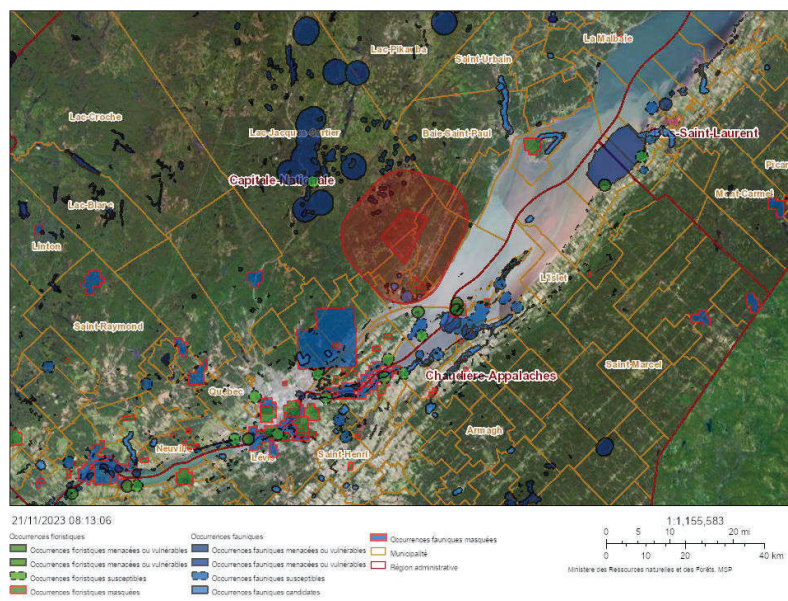 Lac-Pikauba
La Malbaie
Saint-Urbain
Lac-Croche
Lac-Jacques-Cartier
Baie-Saint-Paul
Bas-Saint-Laurent
Capitale-Nationale
Mont-Carmel
Lac-Blanc
Linton
L'Islet
Saint-Raymond
Saint-Marcel
Chaudière-Appalaches
Québec
Armagh
Neuvil
Lévis
Saint-Henri
21/11/2023 08:13:06
1:1,155,583
Occurrences floristiques
Occurrences floristiques menacées ou vulnérables
Occurrences floristiques menacées ou vulnérables
Occurrences floristiques susceptibles
Occurrences floristiques masquées
Occurrences fauniques
Occurrences fauniques menacées ou vulnérables
Occurrences fauniques menacées ou vulnérables
Occurrences fauniques susceptibles
Occurrences fauniques candidates
Occurrences fauniques masquées
Municipalité
Région administrative
0 5 10 20 mi
0 10 20 40 km
Ministère des Ressources naturelles et des Forêts, MSP